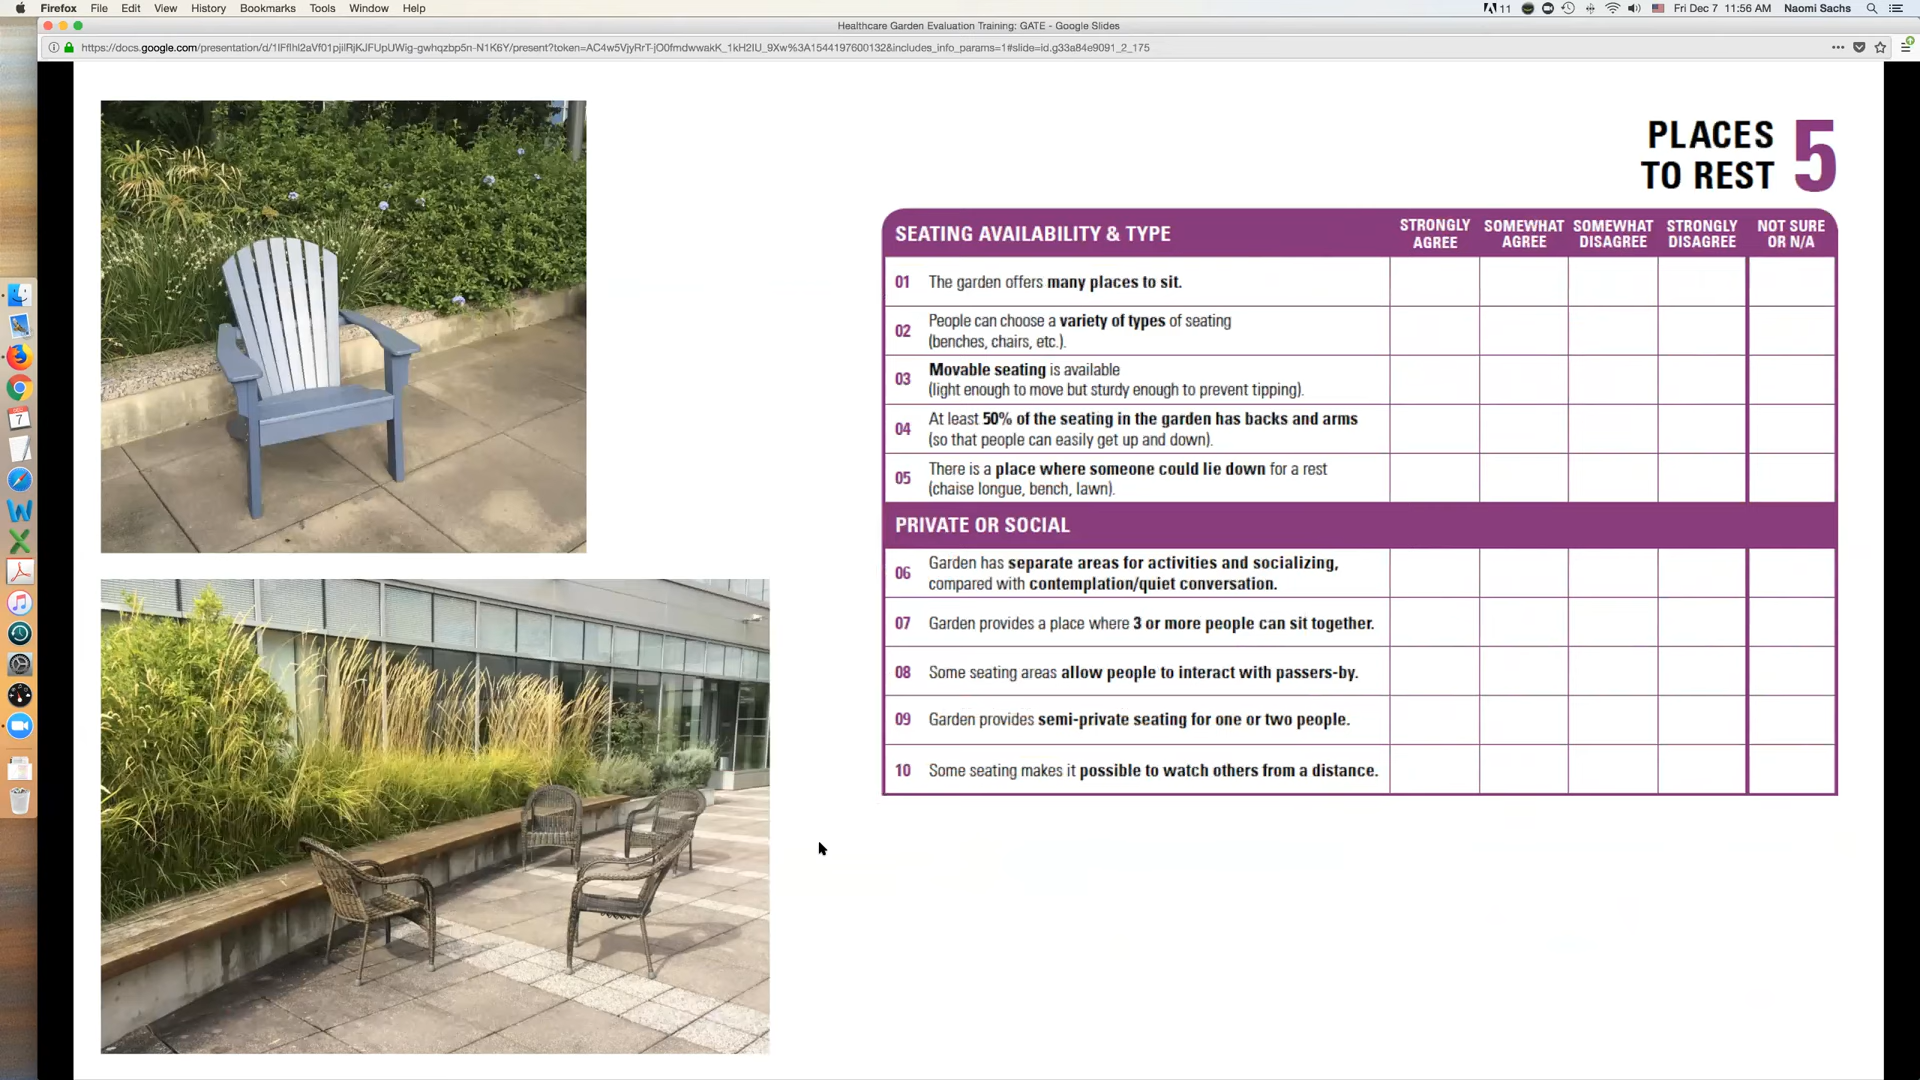 Firefox File Edit View History Bookmarks Tools Window Help
11
Fri Dec 7 11:56 AM Naomi Sachs
Healthcare Garden Evaluation Training: GATE - Google Slides
PLACES
TO REST
5
SEATING AVAILABILITY & TYPE
STRONGLY
AGREE
SOMEWHAT
AGREE
SOMEWHAT
DISAGREE
STRONGLY
DISAGREE
NOT SURE
OR N/A
01 The garden offers many places to sit.
02 People can choose a variety of types of seating
(benches, chairs, etc.).
03 Movable seating is available
(light enough to move but sturdy enough to prevent tipping).
04 At least 50% of the seating in the garden has backs and arms
(so that people can easily get up and down).
05 There is a place where someone could lie down for a rest
(chaise longue, bench, lawn).
PRIVATE OR SOCIAL
06 Garden has separate areas for activities and socializing,
compared with contemplation/quiet conversation.
07 Garden provides a place where 3 or more people can sit together.
08 Some seating areas allow people to interact with passers-by.
09 Garden provides semi-private seating for one or two people.
10 Some seating makes it possible to watch others from a distance.